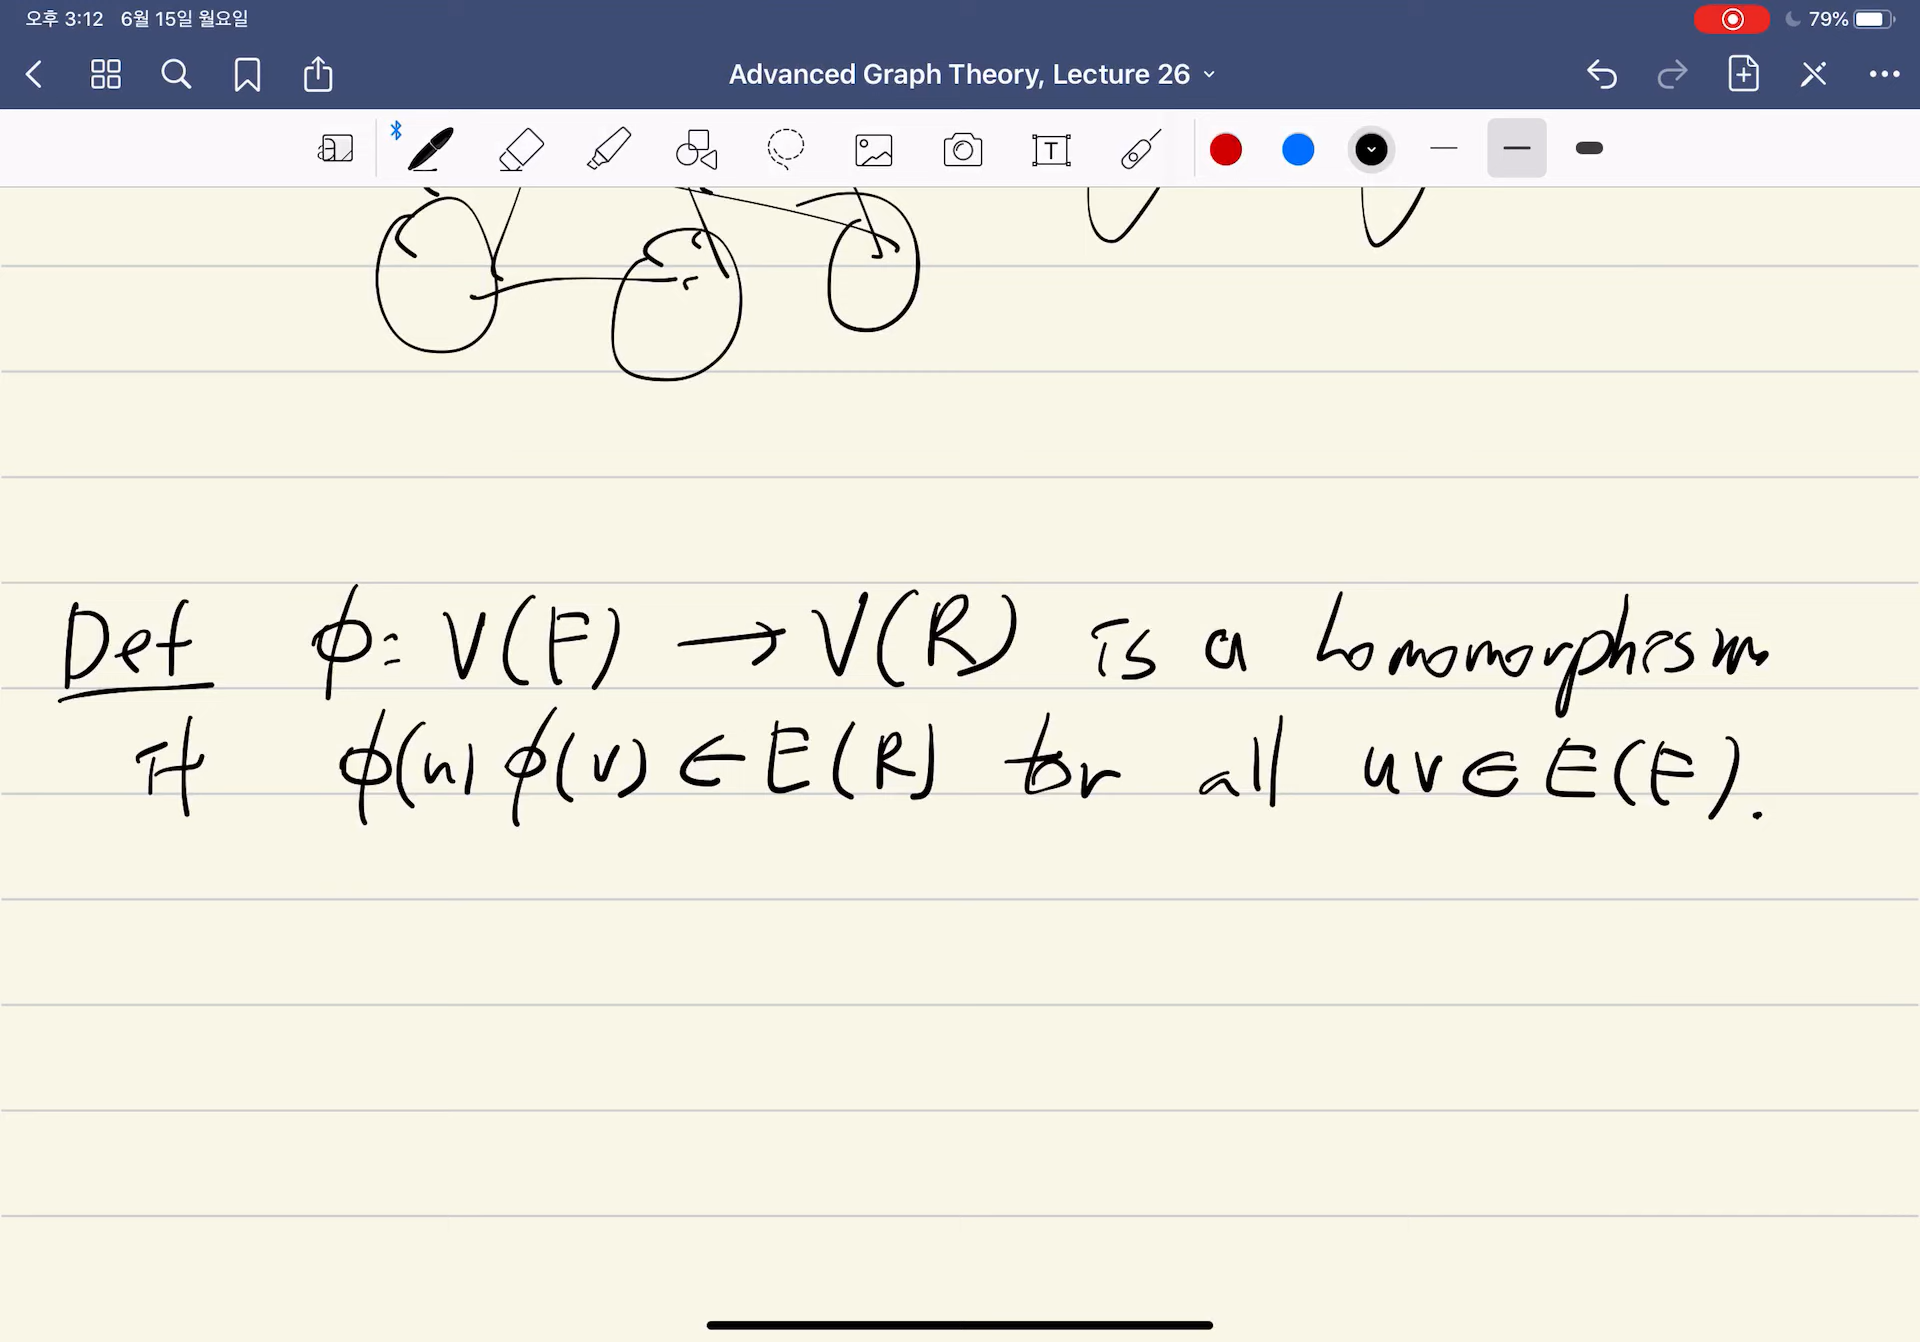 오후 3:12 6월 15일 월요일
79%
Advanced Graph Theory, Lecture 26
Def φ: V(F) → V(R) is a homomorphism
if φ(u) φ(v) ∈ E(R) for all uv ∈ E(F).